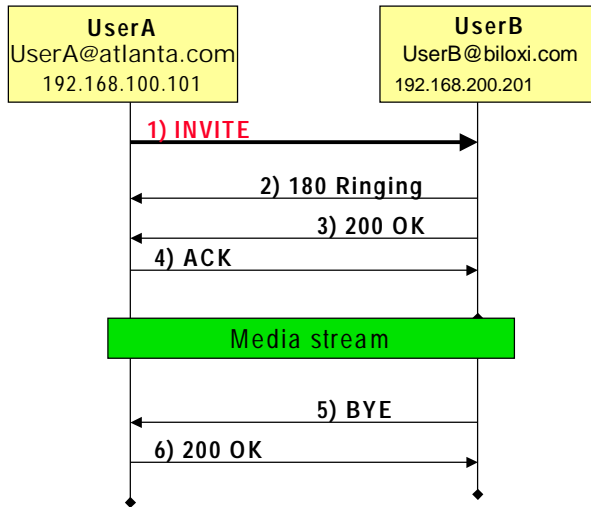 UserA
UserA@atlanta.com
192.168.100.101
UserB
UserB@biloxi.com
192.168.200.201
1) INVITE
2) 180 Ringing
3) 200 OK
4) ACK
Media stream
5) BYE
6) 200 OK